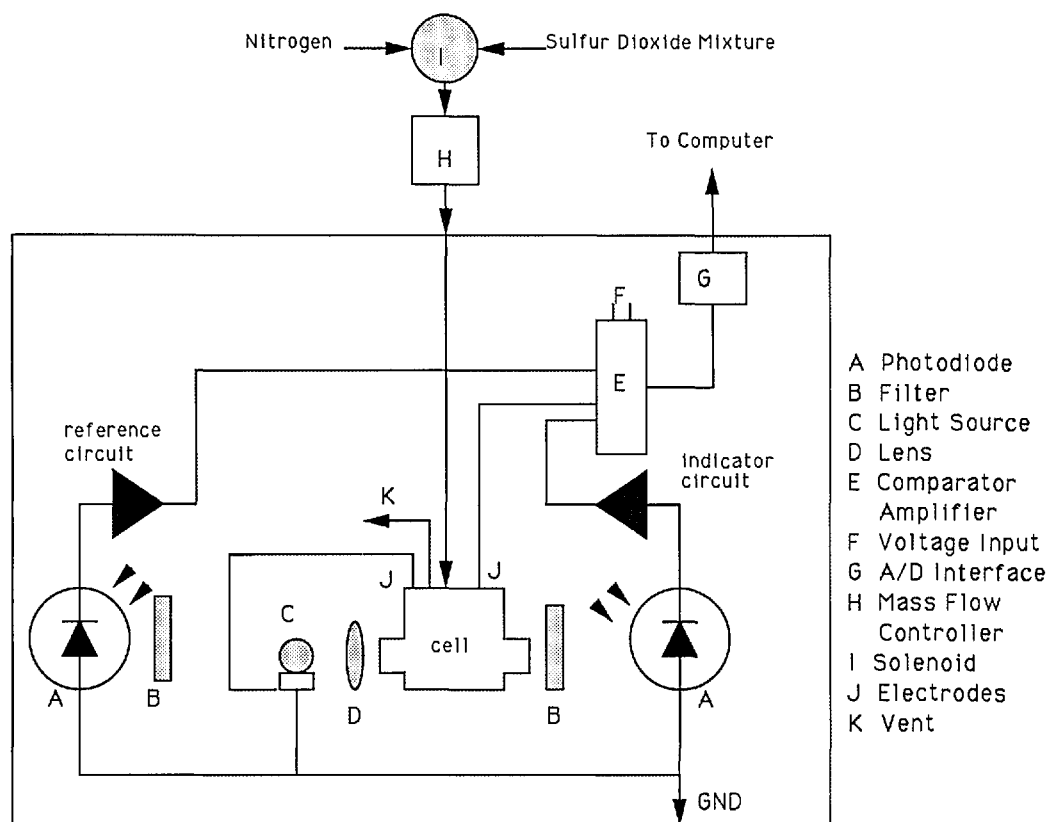 Nitrogen
Sulfur Dioxide Mixture
I
H
To Computer
G
F
E
reference
circuit
indicator
circuit
K
J
J
C
cell
A
B
D
B
A
GND
A Photodiode
B Filter
C Light Source
D Lens
E Comparator
Amplifier
F Voltage Input
G A/D Interface
H Mass Flow
Controller
I Solenoid
J Electrodes
K Vent